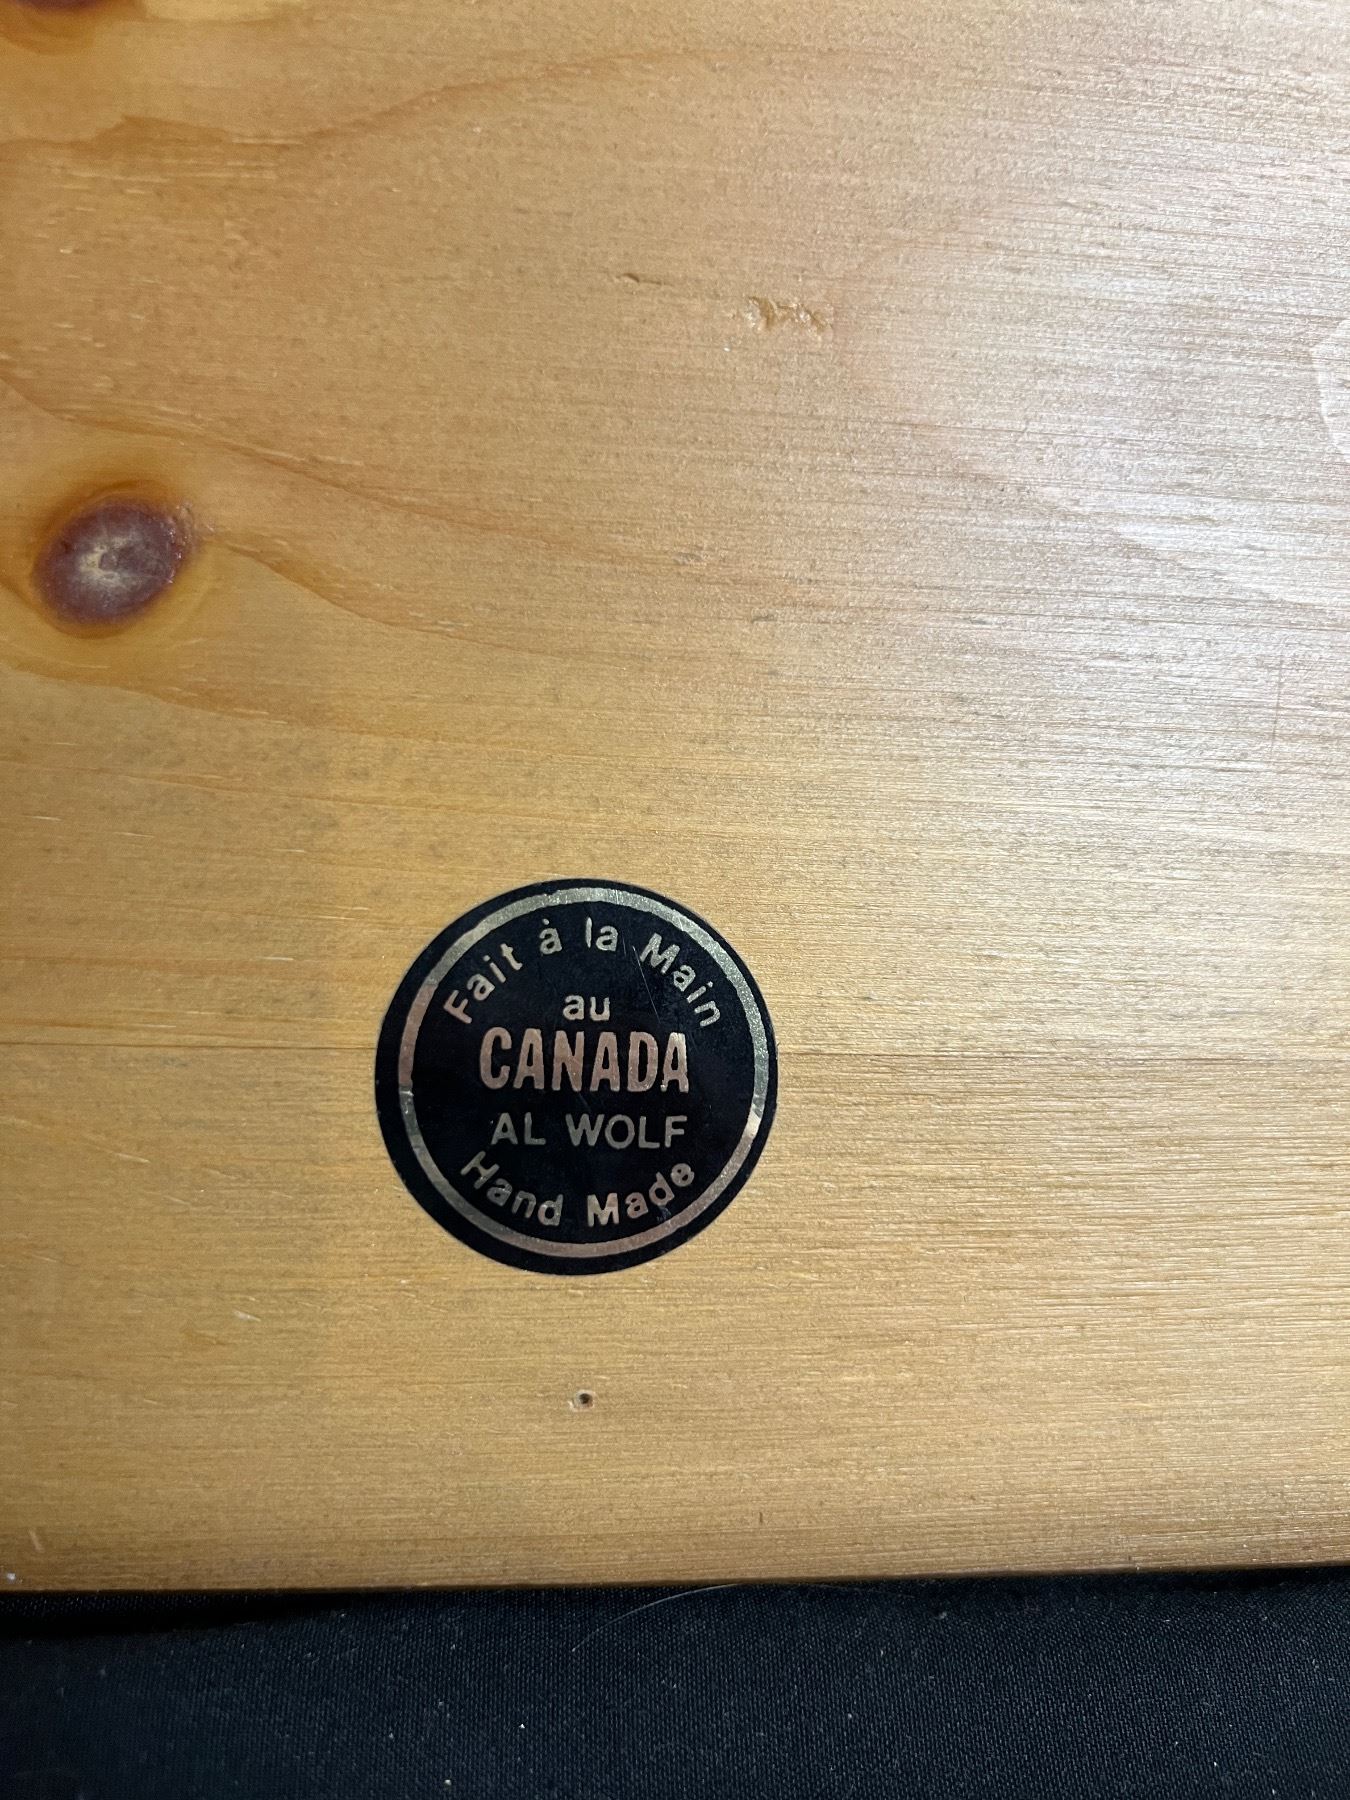 Fait à la Main
au
CANADA
AL WOLF
Hand Made